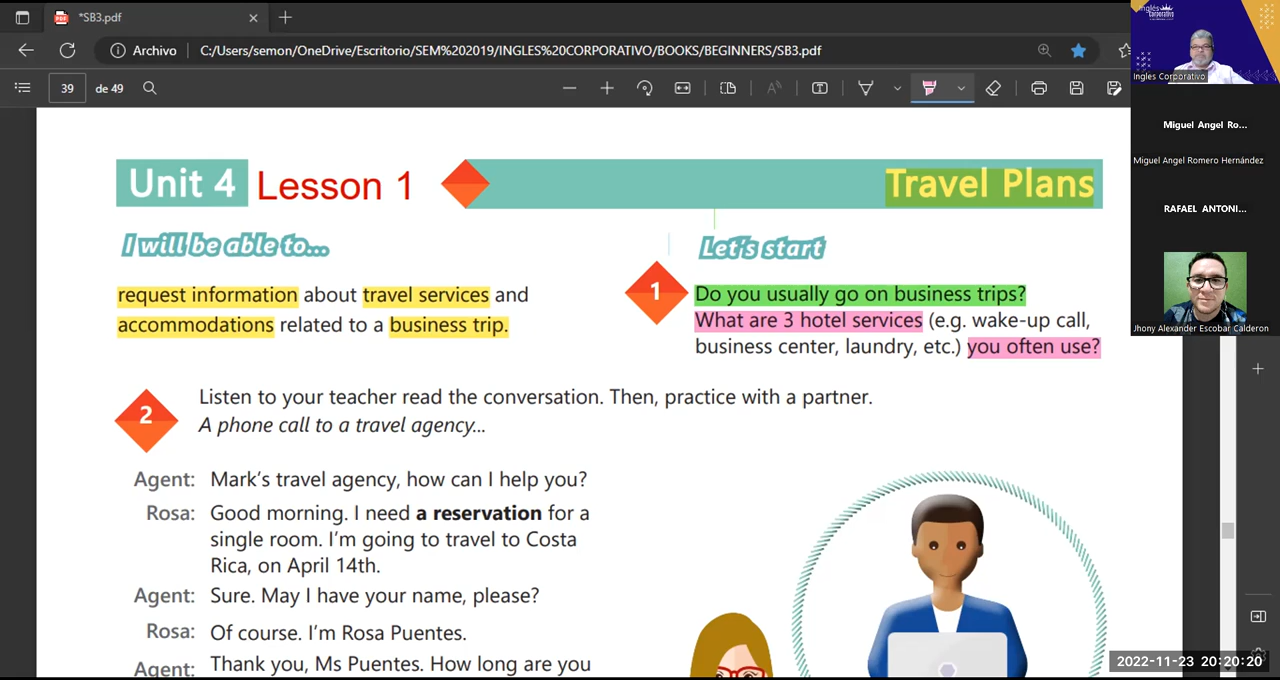 *SB3.pdf
Archivo
C:/Users/semon/OneDrive/Escritorio/SEM%202019/INGLES%20CORPORATIVO/BOOKS/BEGINNERS/SB3.pdf
39 de 49
Unit 4 Lesson 1
Travel Plans
I will be able to...
request information about travel services and
accommodations related to a business trip.
Let's start
1
Do you usually go on business trips?
What are 3 hotel services (e.g. wake-up call,
business center, laundry, etc.) you often use?
2
Listen to your teacher read the conversation. Then, practice with a partner.
A phone call to a travel agency...
Agent: Mark's travel agency, how can I help you?
Rosa: Good morning. I need a reservation for a
single room. I'm going to travel to Costa
Rica, on April 14th.
Agent: Sure. May I have your name, please?
Rosa: Of course. I'm Rosa Puentes.
Agent: Thank you, Ms Puentes. How long are you
Inglés
Corporativo
Ingles Corporativo
Miguel Angel Ro...
Miguel Angel Romero Hernández
RAFAEL ANTONI...
Jhony Alexander Escobar Calderon
2022-11-23 20:20:20